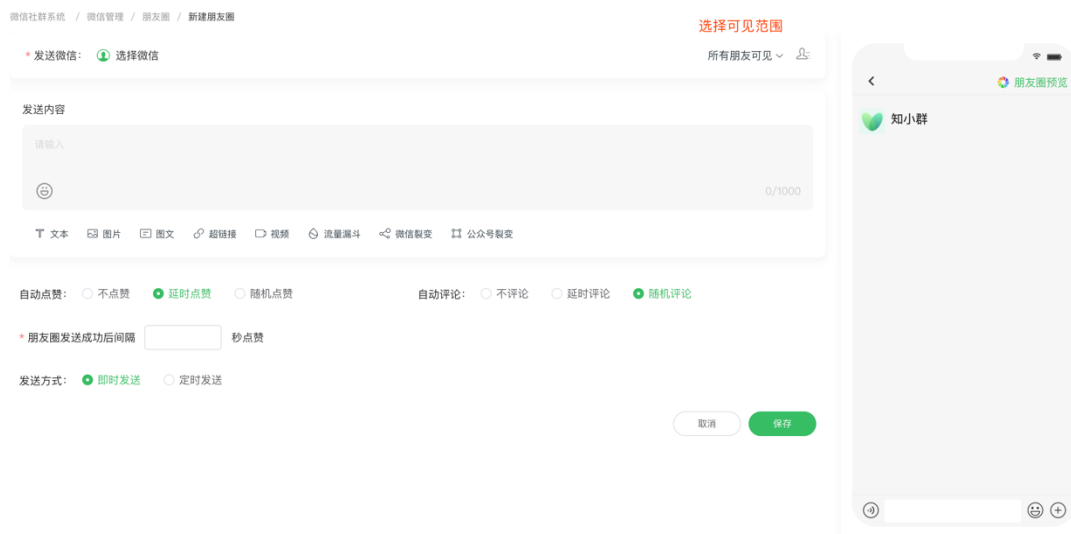 微信社群系统 / 微信管理 / 朋友圈 / 新建朋友圈
选择可见范围
* 发送微信: 选择微信 所有朋友可见
发送内容
请输入
0/1000
文本 图片 图文 超链接 视频 流量漏斗 微信裂变 公众号裂变
自动点赞: 不点赞 延时点赞 随机点赞 自动评论: 不评论 延时评论 随机评论
* 朋友圈发送成功后间隔 秒点赞
发送方式: 即时发送 定时发送
取消 保存
朋友圈预览
知小群